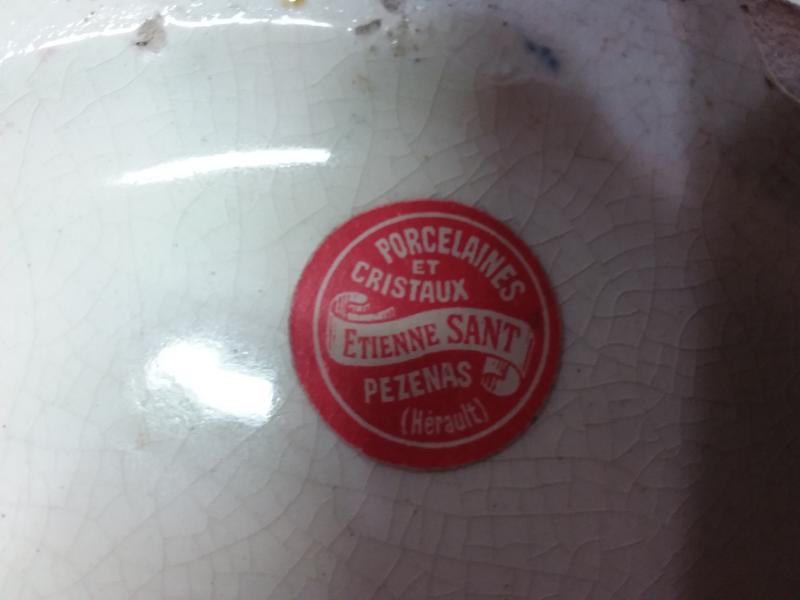 PORCELAINES
ET
CRISTAUX
ETIENNE SANT
PEZENAS
(Hérault)